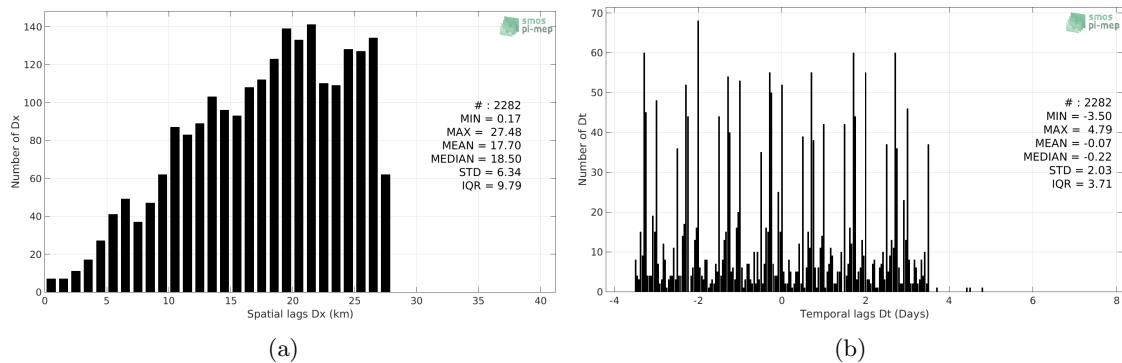 140
120
100
80
60
40
20
0
Number of Dx
0 5 10 15 20 25 30 35 40
Spatial lags Dx (km)
smos
pi-mep
# : 2282
MIN = 0.17
MAX = 27.48
MEAN = 17.70
MEDIAN = 18.50
STD = 6.34
IQR = 9.79
(a)
70
60
50
40
30
20
10
0
Number of Dt
-4 -2 0 2 4 6 8
Temporal lags Dt (Days)
smos
pi-mep
# : 2282
MIN = -3.50
MAX = 4.79
MEAN = -0.07
MEDIAN = -0.22
STD = 2.03
IQR = 3.71
(b)